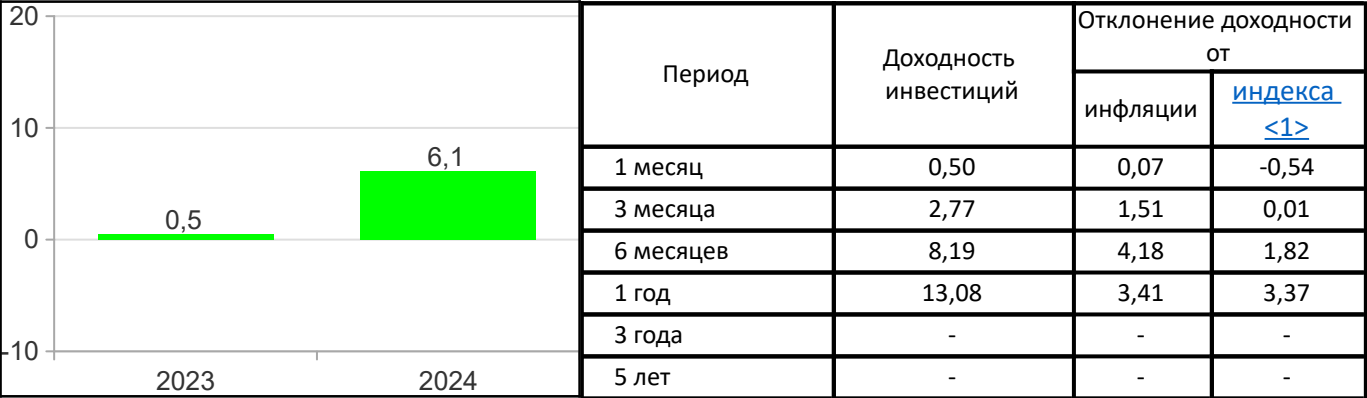 20
10
0
-10
0,5
6,1
2023
2024
Период
Доходность
инвестиций
Отклонение доходности
от
инфляции
индекса
<1>
1 месяц 0,50 0,07 -0,54
3 месяца 2,77 1,51 0,01
6 месяцев 8,19 4,18 1,82
1 год 13,08 3,41 3,37
3 года - - -
5 лет - - -